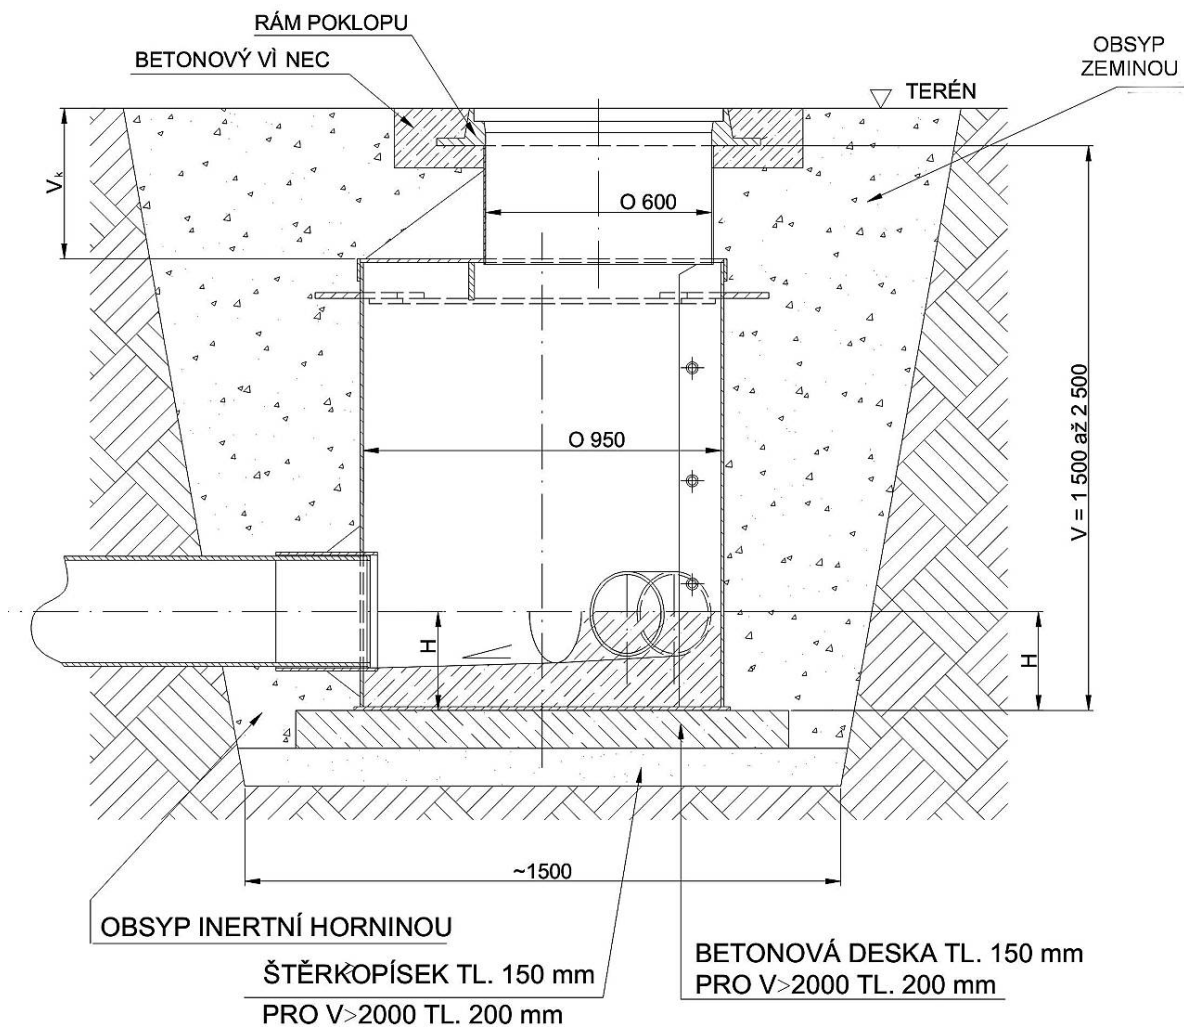 RÁM POKLOPU
BETONOVÝ VÌ NEC
OBSYP
ZEMINOU
TERÉN
Vk
O 600
O 950
V = 1 500 až 2 500
H
H
~1500
OBSYP INERTNÍ HORNINOU
ŠTĚRKOPÍSEK TL. 150 mm
PRO V>2000 TL. 200 mm
BETONOVÁ DESKA TL. 150 mm
PRO V>2000 TL. 200 mm